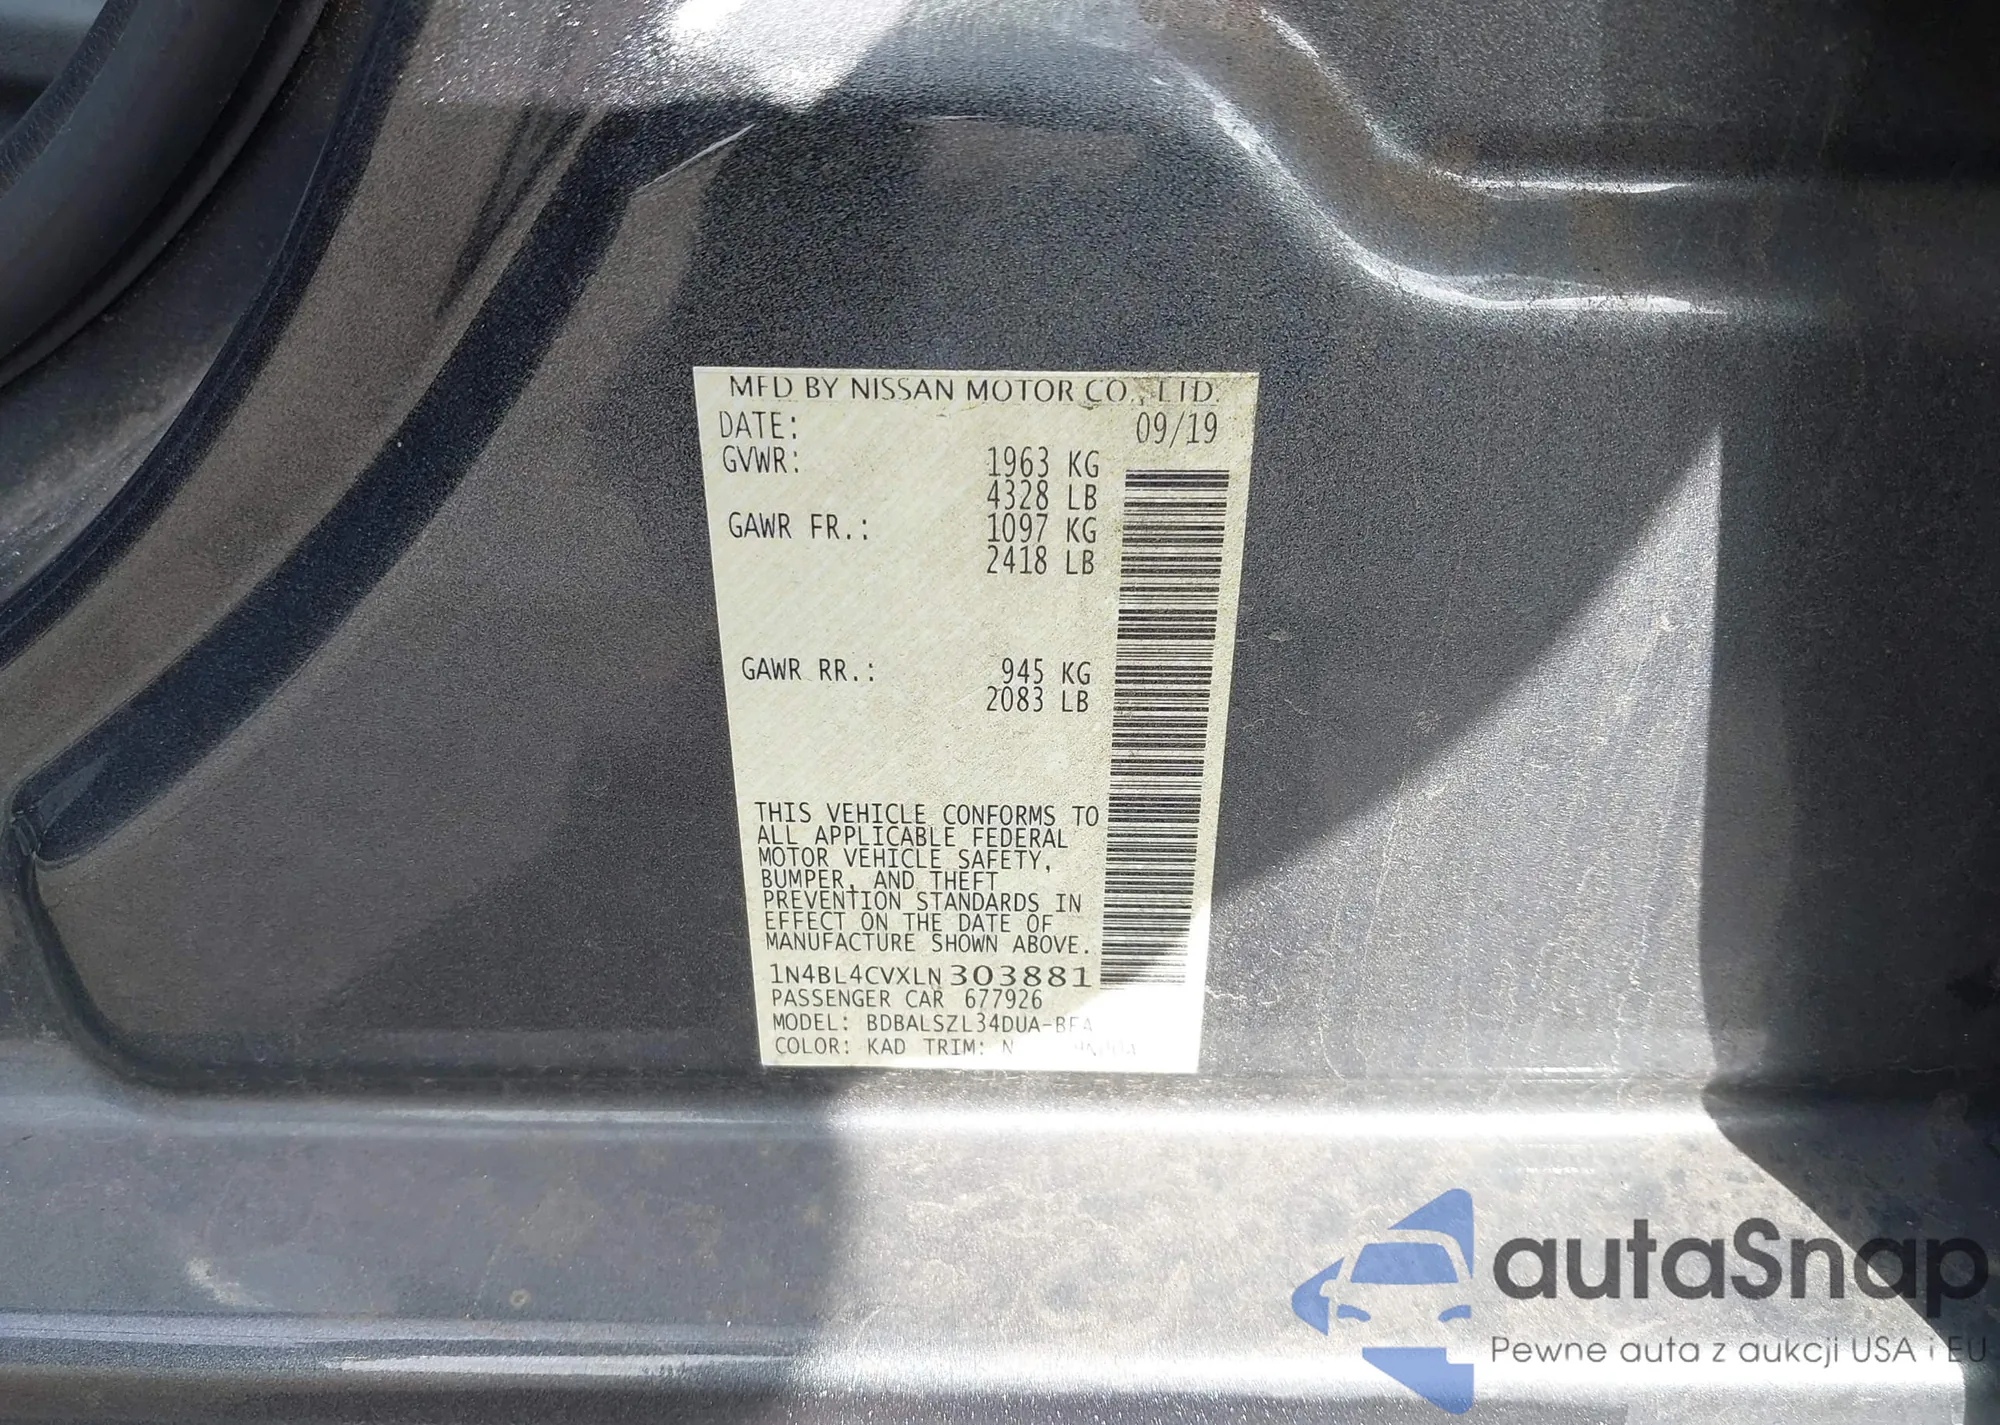 MFD BY NISSAN MOTOR CO., LTD.
DATE: 09/19
GVWR: 1963 KG
4328 LB
GAWR FR.: 1097 KG
2418 LB
GAWR RR.: 945 KG
2083 LB
THIS VEHICLE CONFORMS TO
ALL APPLICABLE FEDERAL
MOTOR VEHICLE SAFETY,
BUMPER, AND THEFT
PREVENTION STANDARDS IN
EFFECT ON THE DATE OF
MANUFACTURE SHOWN ABOVE.
1N4BL4CVXLN303881
PASSENGER CAR 677926
MODEL: BDBALSZL34DUA-
COLOR: KAD TRIM:
autaSnap
Pewne auta z aukcji USA i EU